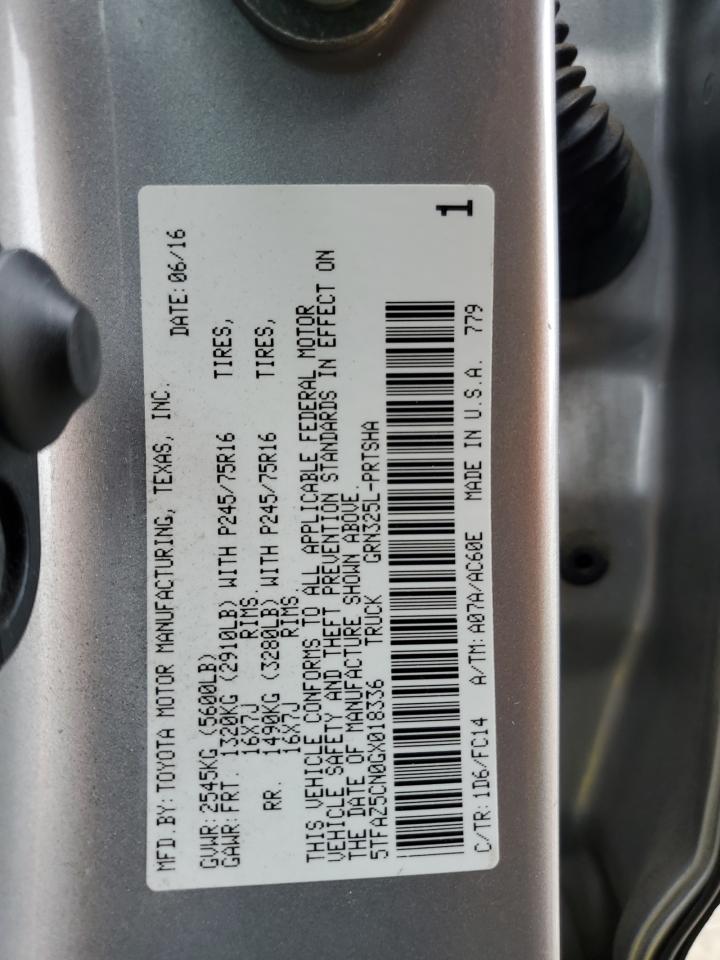 MFD.BY:TOYOTA MOTOR MANUFACTURING, TEXAS, INC.
DATE:06/16
GVWR:2545KG (5600LB)
GAWR:FRT. 1320KG (2910LB) WITH P245/75R16 TIRES,
16X7J RIMS.
RR. 1490KG (3280LB) WITH P245/75R16 TIRES,
16X7J RIMS.
THIS VEHICLE CONFORMS TO ALL APPLICABLE FEDERAL MOTOR
VEHICLE SAFETY AND THEFT PREVENTION STANDARDS IN EFFECT ON
THE DATE OF MANUFACTURE SHOWN ABOVE.
5TFAZ5CN0GX018336 TRUCK GRN325L-PRTSHA
1
C/TR:1D6/FC14 A/TM:A07A/AC60E MADE IN U.S.A. 779